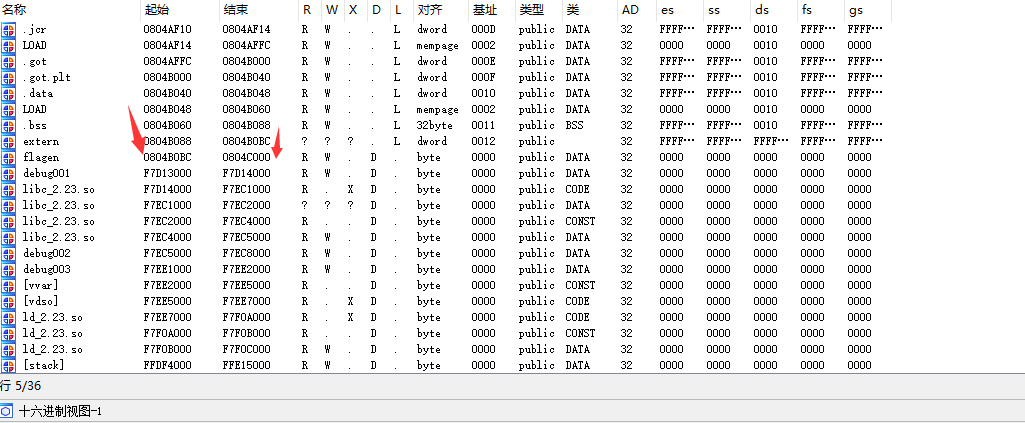 名称 起始 结束 R W X D L 对齐 基址 类型 类 AD es ss ds fs gs
.jcr 0804AF10 0804AF14 R W . . L dword 000D public DATA 32 FFFF… FFFF… 0010 FFFF… FFFF…
LOAD 0804AF14 0804AFFC R W . . L mempage 0002 public DATA 32 0000 0000 0010 0000 0000
.got 0804AFFC 0804B000 R W . . L dword 000E public DATA 32 FFFF… FFFF… 0010 FFFF… FFFF…
.got.plt 0804B000 0804B040 R W . . L dword 000F public DATA 32 FFFF… FFFF… 0010 FFFF… FFFF…
.data 0804B040 0804B048 R W . . L dword 0010 public DATA 32 FFFF… FFFF… 0010 FFFF… FFFF…
LOAD 0804B048 0804B060 R W . . L mempage 0002 public DATA 32 0000 0000 0010 0000 0000
.bss 0804B060 0804B088 R W . . L 32byte 0011 public BSS 32 FFFF… FFFF… 0010 FFFF… FFFF…
extern 0804B088 0804B0BC ? ? ? . L dword 0012 public 32 FFFF… FFFF… FFFF… FFFF… FFFF…
flagen 0804B0BC 0804C000 R W . D . byte 0000 public DATA 32 0000 0000 0000 0000 0000
debug001 F7D13000 F7D14000 R W . D . byte 0000 public DATA 32 0000 0000 0000 0000 0000
libc_2.23.so F7D14000 F7EC1000 R . X D . byte 0000 public CODE 32 0000 0000 0000 0000 0000
libc_2.23.so F7EC1000 F7EC2000 ? ? ? D . byte 0000 public DATA 32 0000 0000 0000 0000 0000
libc_2.23.so F7EC2000 F7EC4000 R . . D . byte 0000 public CONST 32 0000 0000 0000 0000 0000
libc_2.23.so F7EC4000 F7EC5000 R W . D . byte 0000 public DATA 32 0000 0000 0000 0000 0000
debug002 F7EC5000 F7EC8000 R W . D . byte 0000 public DATA 32 0000 0000 0000 0000 0000
debug003 F7EE1000 F7EE2000 R W . D . byte 0000 public DATA 32 0000 0000 0000 0000 0000
[vvar] F7EE2000 F7EE5000 R . . D . byte 0000 public CONST 32 0000 0000 0000 0000 0000
[vdso] F7EE5000 F7EE7000 R . X D . byte 0000 public CODE 32 0000 0000 0000 0000 0000
ld_2.23.so F7EE7000 F7F0A000 R . X D . byte 0000 public CODE 32 0000 0000 0000 0000 0000
ld_2.23.so F7F0A000 F7F0B000 R . . D . byte 0000 public CONST 32 0000 0000 0000 0000 0000
ld_2.23.so F7F0B000 F7F0C000 R W . D . byte 0000 public DATA 32 0000 0000 0000 0000 0000
[stack] FFDF4000 FFE15000 R W . D . byte 0000 public DATA 32 0000 0000 0000 0000 0000
行 5/36
十六进制视图-1